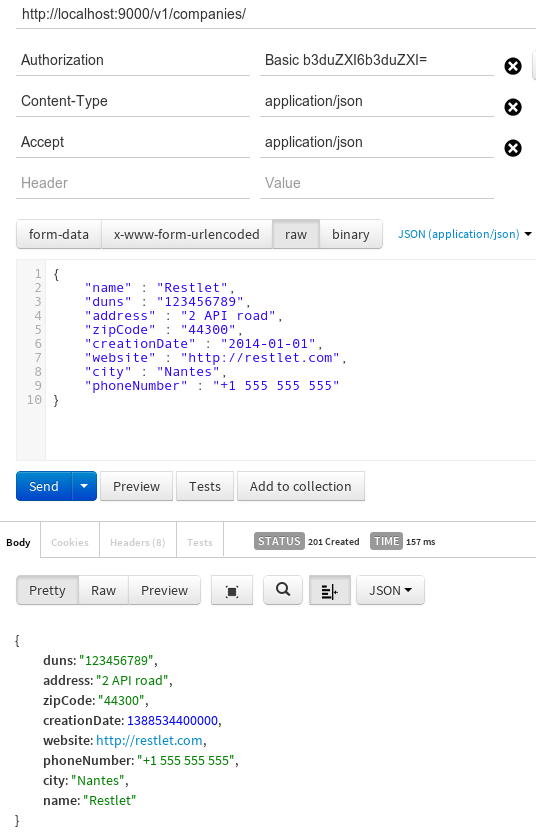 http://localhost:9000/v1/companies/
Authorization Basic b3duZXI6b3duZXI=
Content-Type application/json
Accept application/json
Header Value
form-data x-www-form-urlencoded raw binary JSON (application/json)
1 {
2 "name" : "Restlet",
3 "duns" : "123456789",
4 "address" : "2 API road",
5 "zipCode" : "44300",
6 "creationDate" : "2014-01-01",
7 "website" : "http://restlet.com",
8 "city" : "Nantes",
9 "phoneNumber" : "+1 555 555 555"
10 }
Send Preview Tests Add to collection
Body Cookies Headers (8) Tests STATUS 201 Created TIME 157 ms
Pretty Raw Preview JSON
{
duns: "123456789",
address: "2 API road",
zipCode: "44300",
creationDate: 1388534400000,
website: http://restlet.com,
phoneNumber: "+1 555 555 555",
city: "Nantes",
name: "Restlet"
}